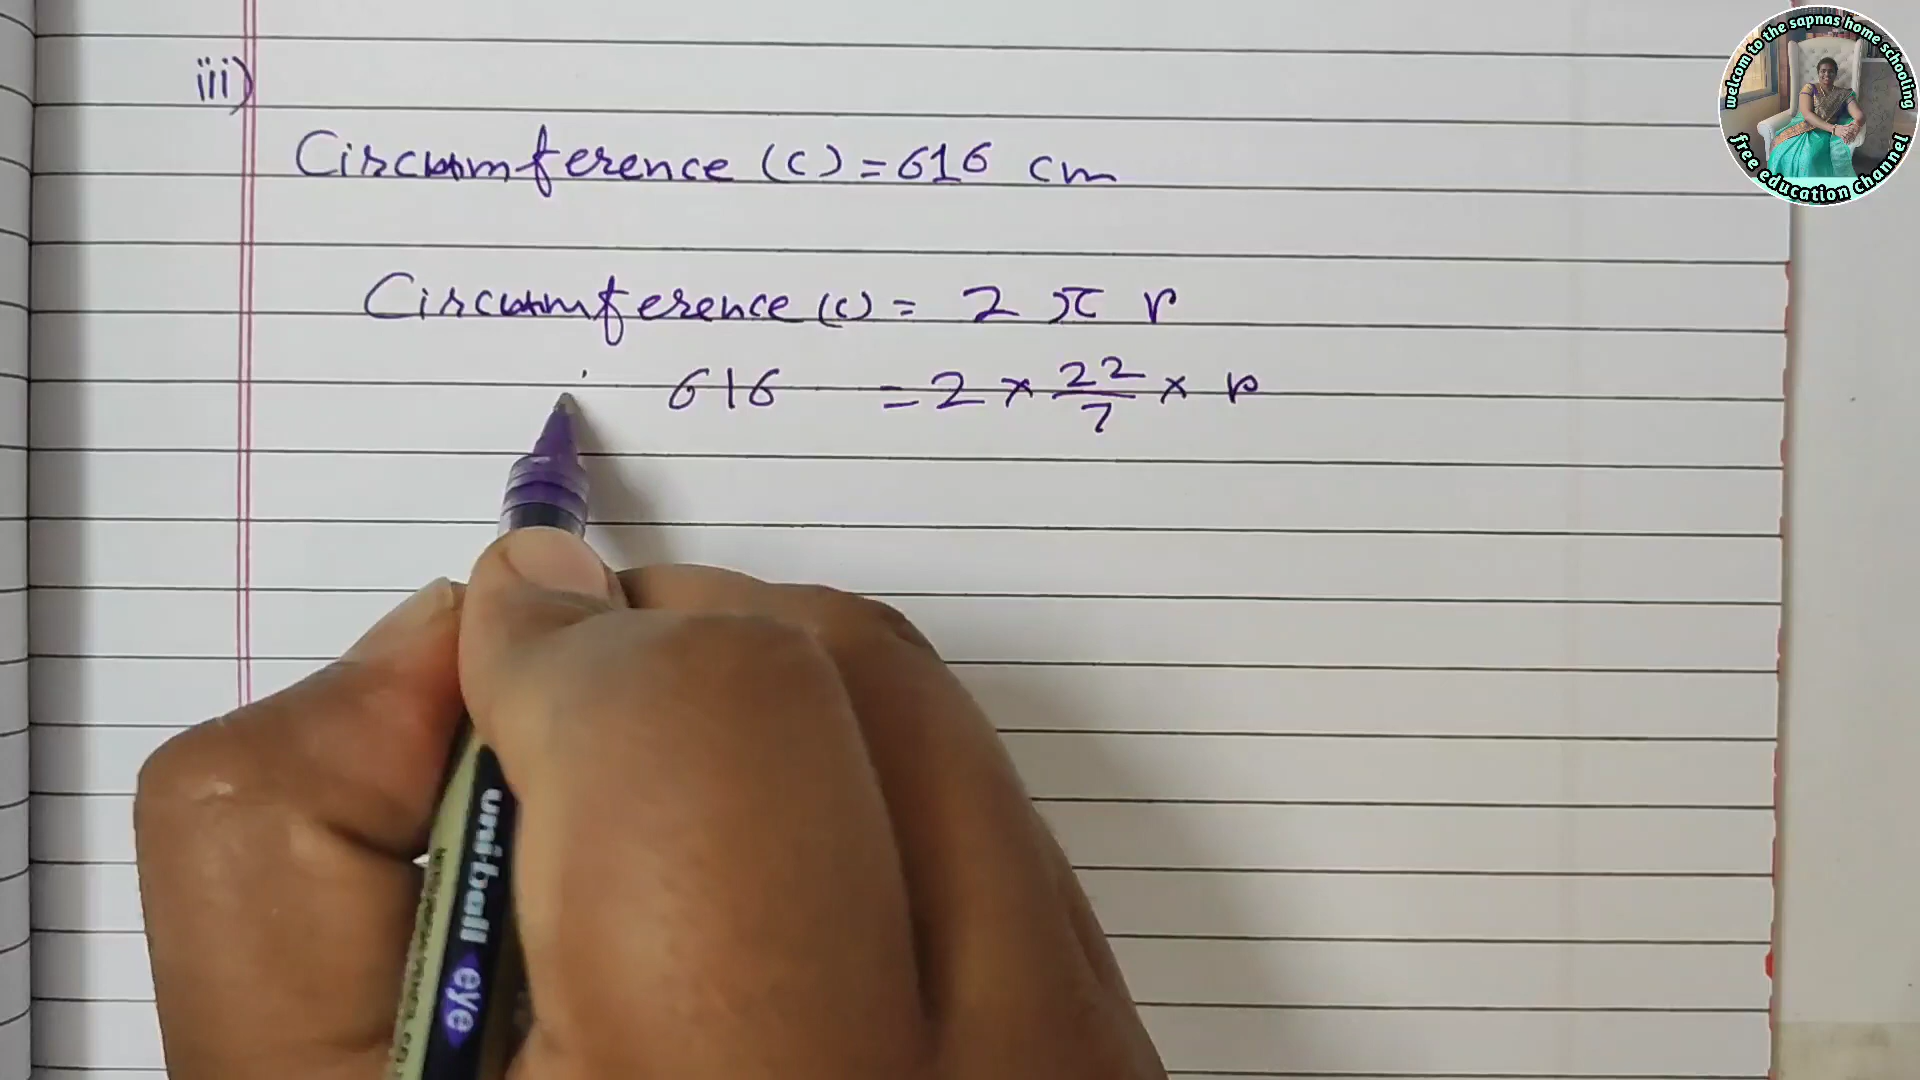 iii)
Circumference (C) = 616 cm
Circumference (C) = 2 π r
616 = 2 × 22/7 × r
welcom to the sapnas home schooling
free education channel
uni-ball eye